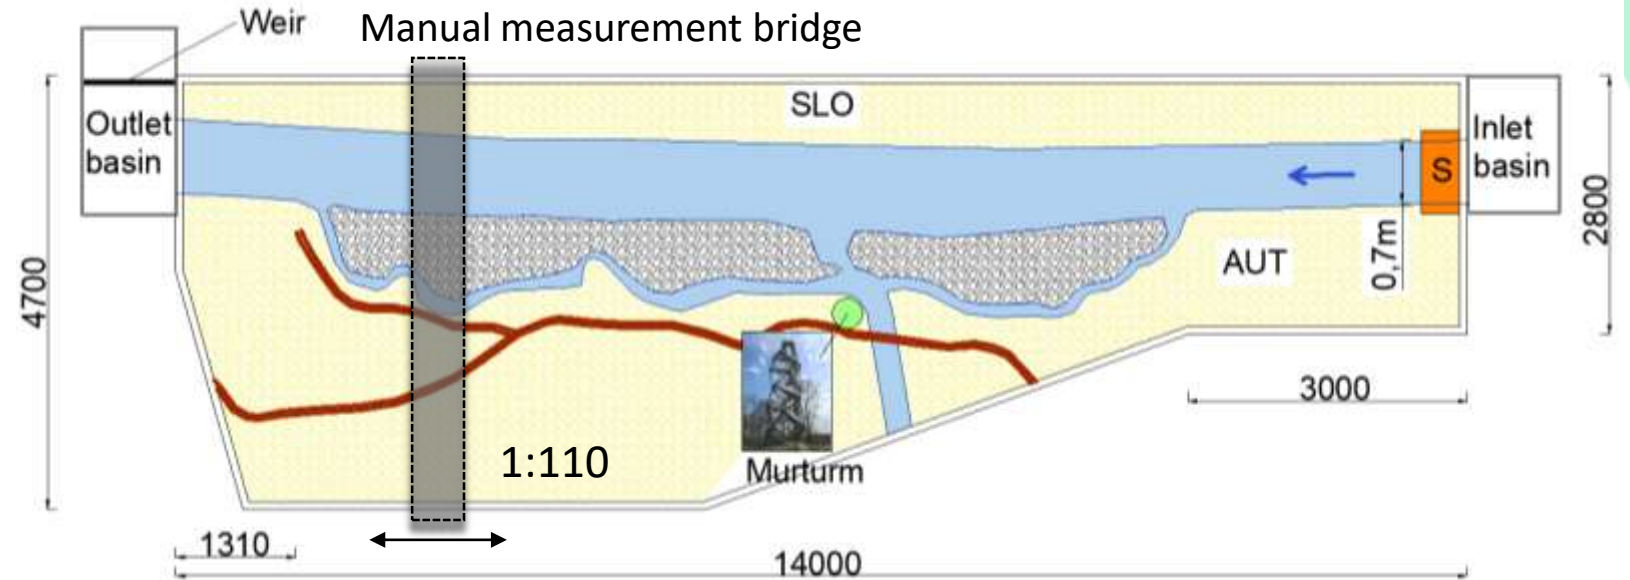 Weir
Manual measurement bridge
Outlet
basin
SLO
Inlet
basin
S
AUT
0,7m
2800
4700
3000
1:110
Murturm
1310
14000